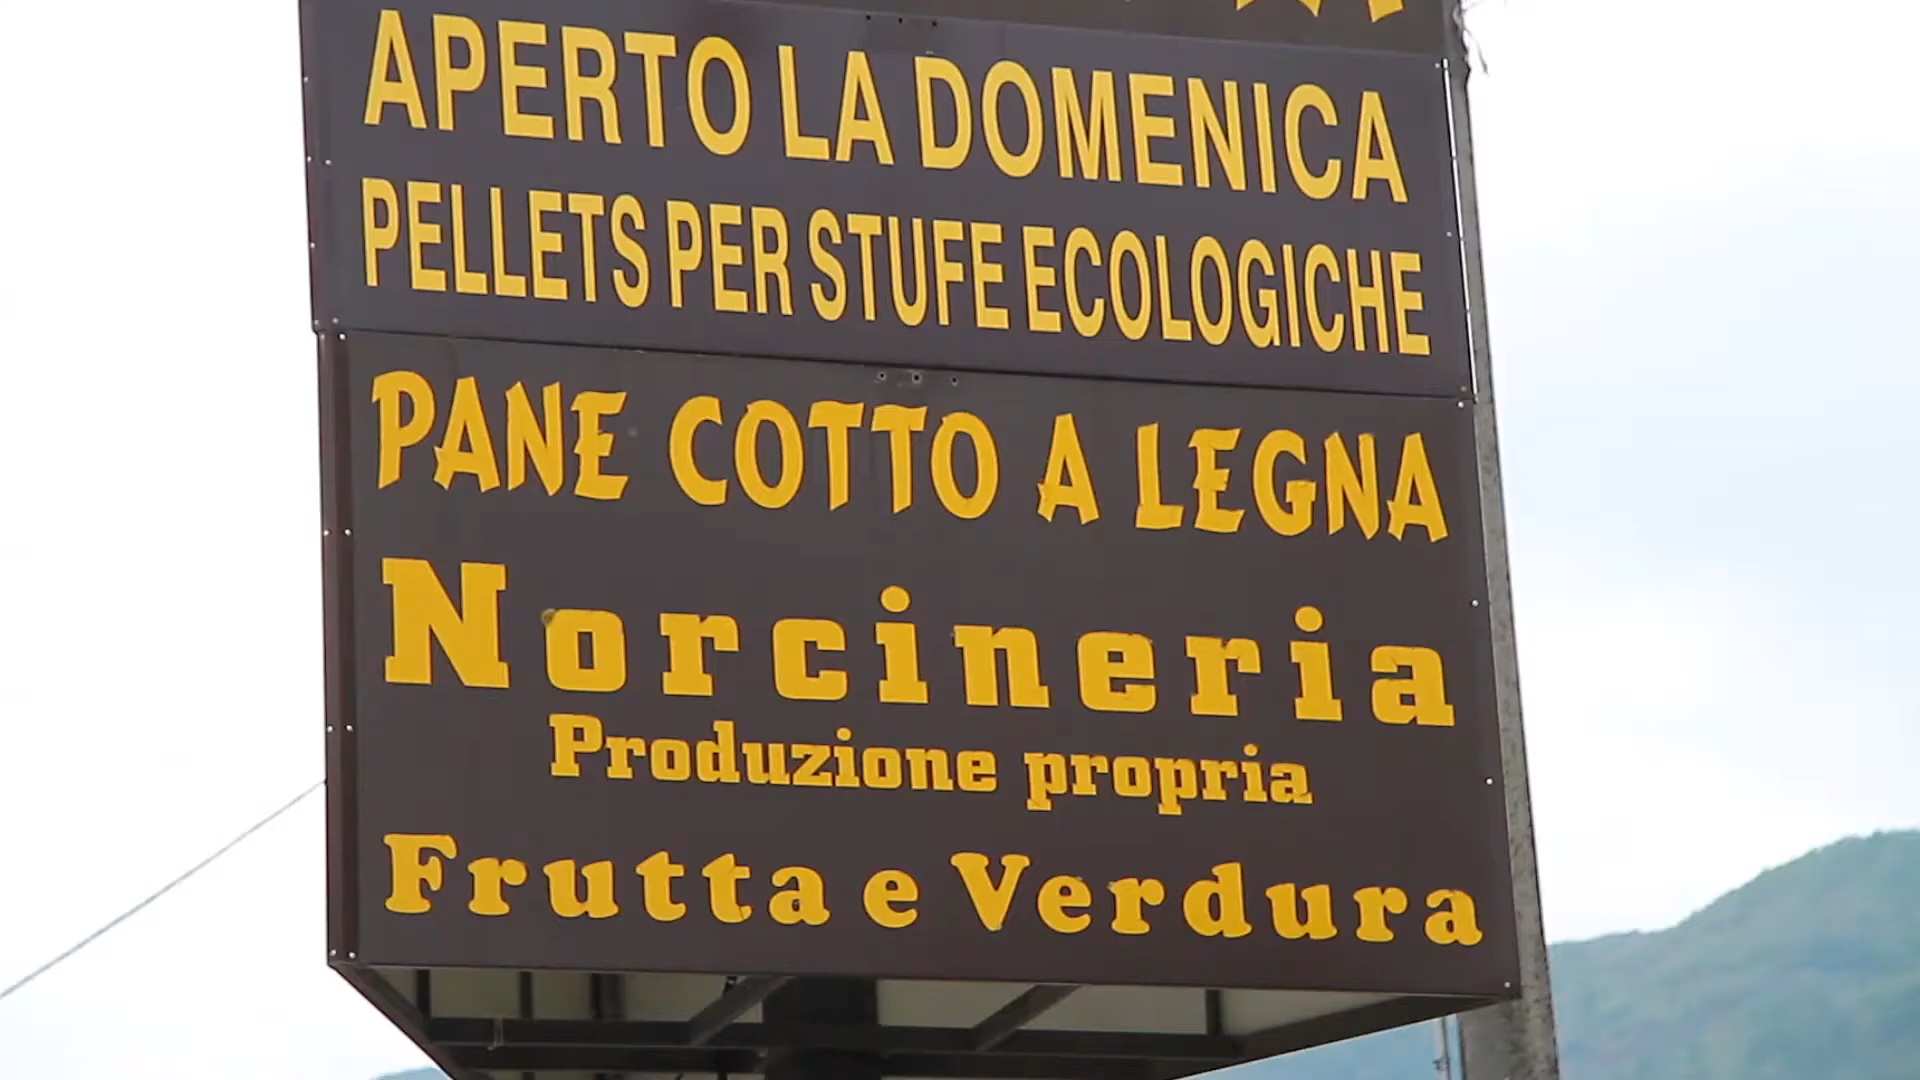 APERTO LA DOMENICA
PELLETS PER STUFE ECOLOGICHE
PANE COTTO A LEGNA
Norcineria
Produzione propria
Frutta e Verdura